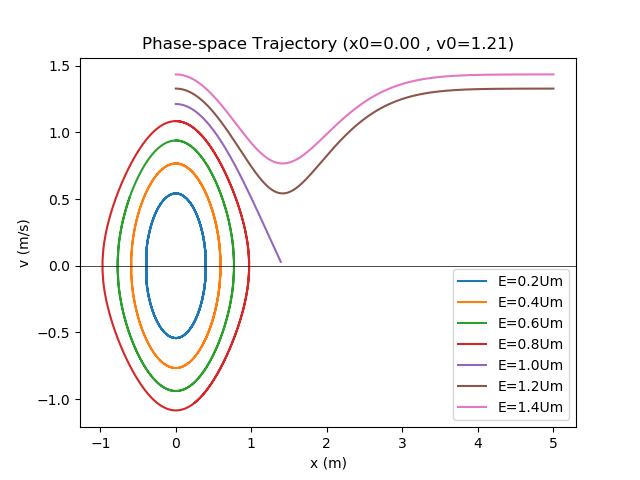 Phase-space Trajectory (x0=0.00 , v0=1.21)
v (m/s)
1.5
1.0
0.5
0.0
−0.5
−1.0
−1
0
1
2
3
4
5
x (m)
E=0.2Um
E=0.4Um
E=0.6Um
E=0.8Um
E=1.0Um
E=1.2Um
E=1.4Um